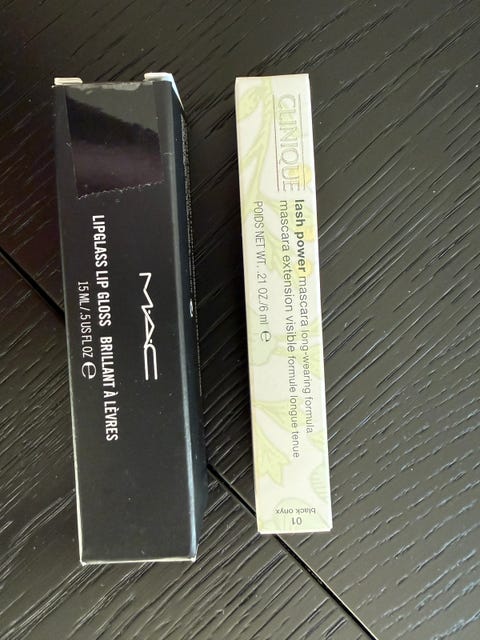 MAC
LIPGLASS LIP GLOSS BRILLANT À LÈVRES
15 ML / .5 US FL OZ ℮
CLINIQUE
lash power mascara long-wearing formula
mascara extension visible formule longue tenue
POIDS NET WT. .21 OZ./6 ml ℮
01
black onyx